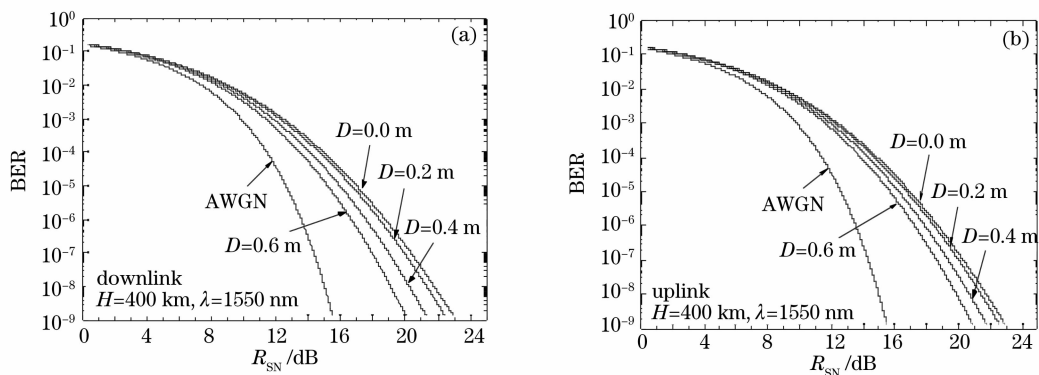 (a)
10⁰
10⁻¹
10⁻²
10⁻³
10⁻⁴
10⁻⁵
10⁻⁶
10⁻⁷
10⁻⁸
10⁻⁹
BER
D=0.0 m
D=0.2 m
AWGN
D=0.4 m
D=0.6 m
downlink
H=400 km, λ=1550 nm
0 4 8 12 16 20 24
R_SN /dB
(b)
10⁰
10⁻¹
10⁻²
10⁻³
10⁻⁴
10⁻⁵
10⁻⁶
10⁻⁷
10⁻⁸
10⁻⁹
BER
D=0.0 m
D=0.2 m
AWGN
D=0.4 m
D=0.6 m
uplink
H=400 km, λ=1550 nm
0 4 8 12 16 20 24
R_SN /dB